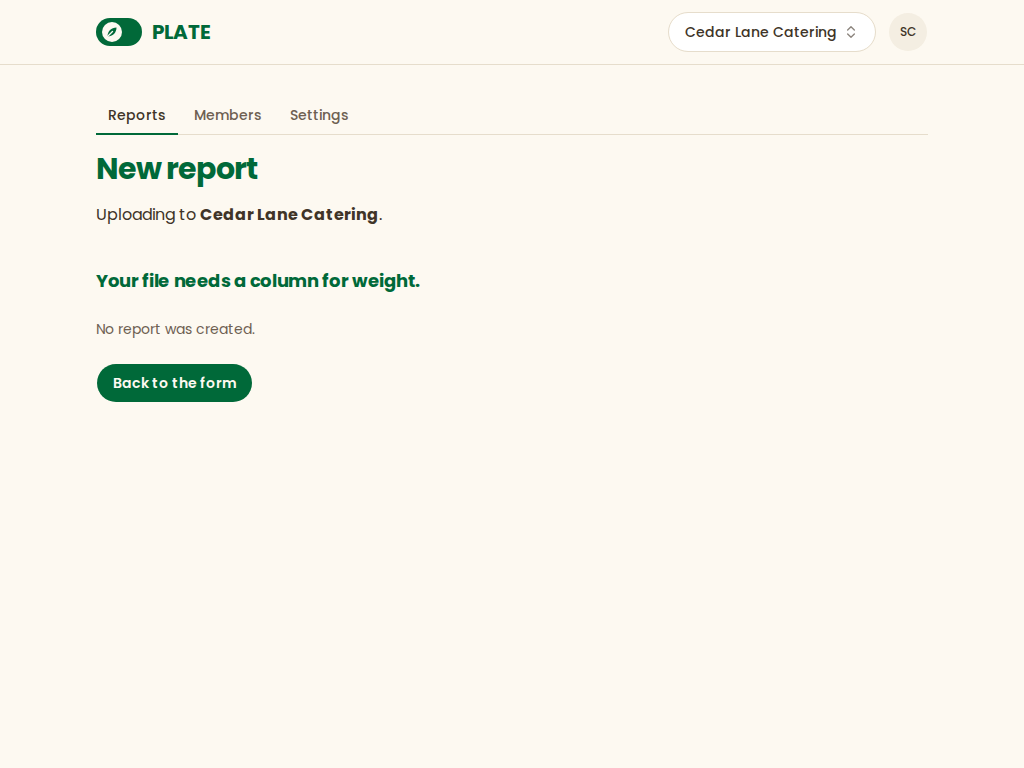 PLATE
Cedar Lane Catering
SC
Reports
Members
Settings
New report
Uploading to Cedar Lane Catering.
Your file needs a column for weight.
No report was created.
Back to the form